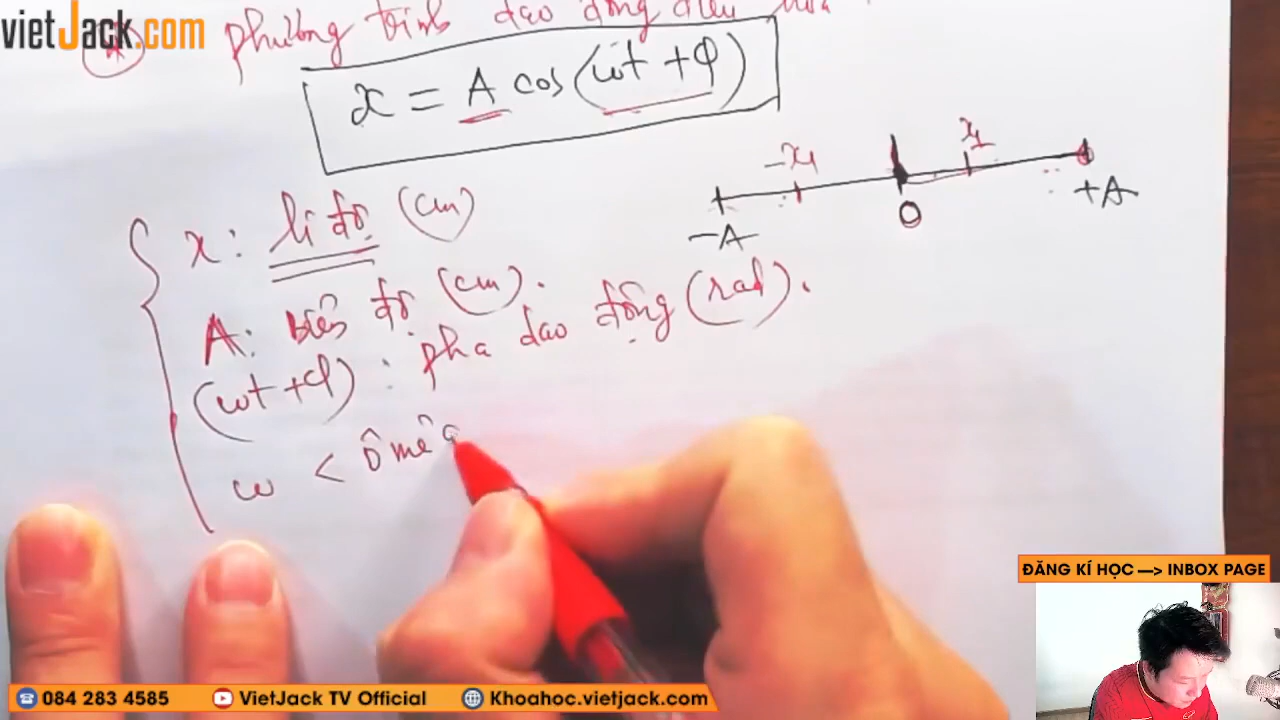 vietJack.com
phương trình dao động điều hòa
x = A cos(ωt + φ)
-x₁ x₁
-A O +A
x: li độ (cm)
A: biên độ (cm).
(ωt + φ): pha dao động (rad).
ω < ômê
ĐĂNG KÍ HỌC —> INBOX PAGE
084 283 4585 VietJack TV Official Khoahoc.vietjack.com